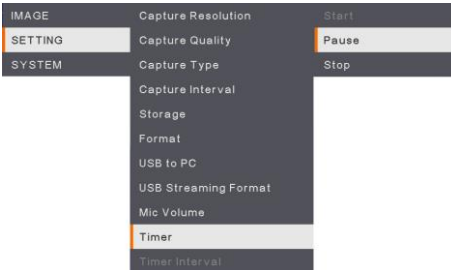 IMAGE
SETTING
SYSTEM
Capture Resolution
Capture Quality
Capture Type
Capture Interval
Storage
Format
USB to PC
USB Streaming Format
Mic Volume
Timer
Timer Interval
Start
Pause
Stop